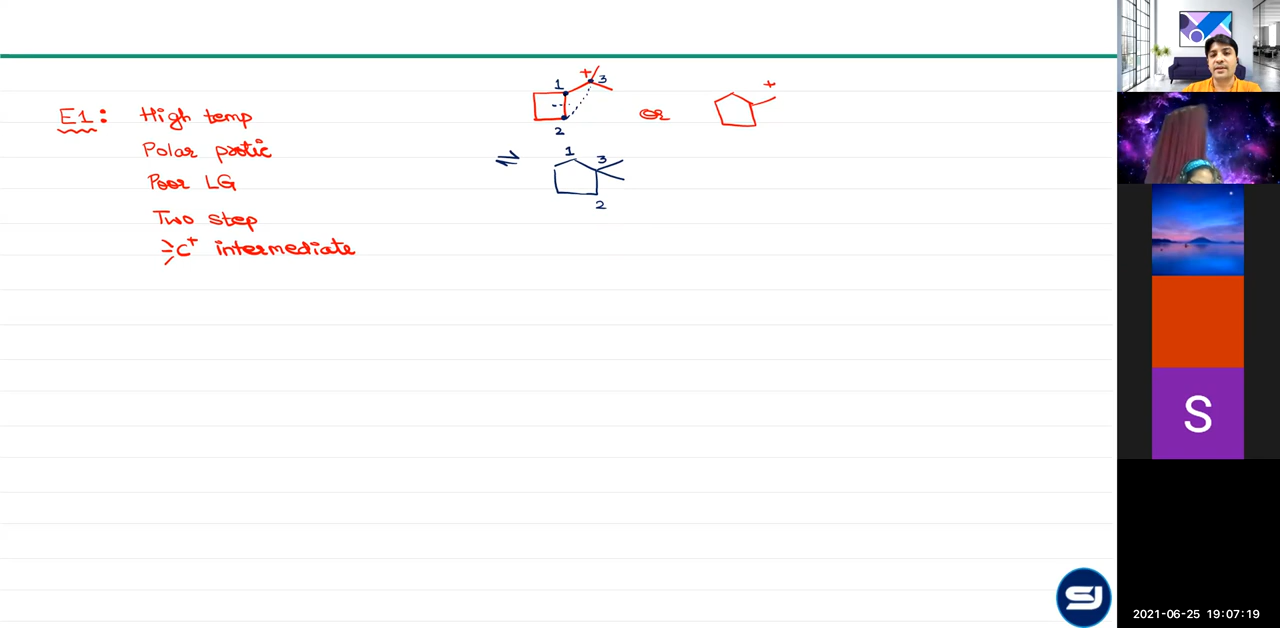 E1: High temp
Polar protic
Poor LG
Two step
C+ intermediate
1
+
3
2
or
+
⇌
1
3
2
S
SJ
2021-06-25 19:07:19